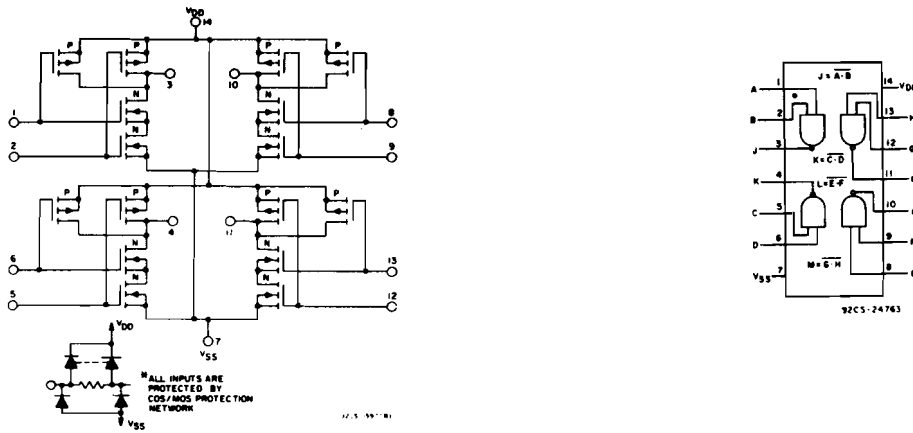 VDD
14
P P P P
3 10
N N
1 8
N N
2 9
P P P P
4 11
N N
6 13
N N
5 12
7
VSS
VDD
*ALL INPUTS ARE
PROTECTED BY
COS/MOS PROTECTION
NETWORK
VSS
J=A·B
A 1 14 VDD
B 2 13
J 3 12
K=C·D
K 4 11
L=E·F
C 5 10
D 6 9
M=G·H
VSS 7 8
92CS-24763